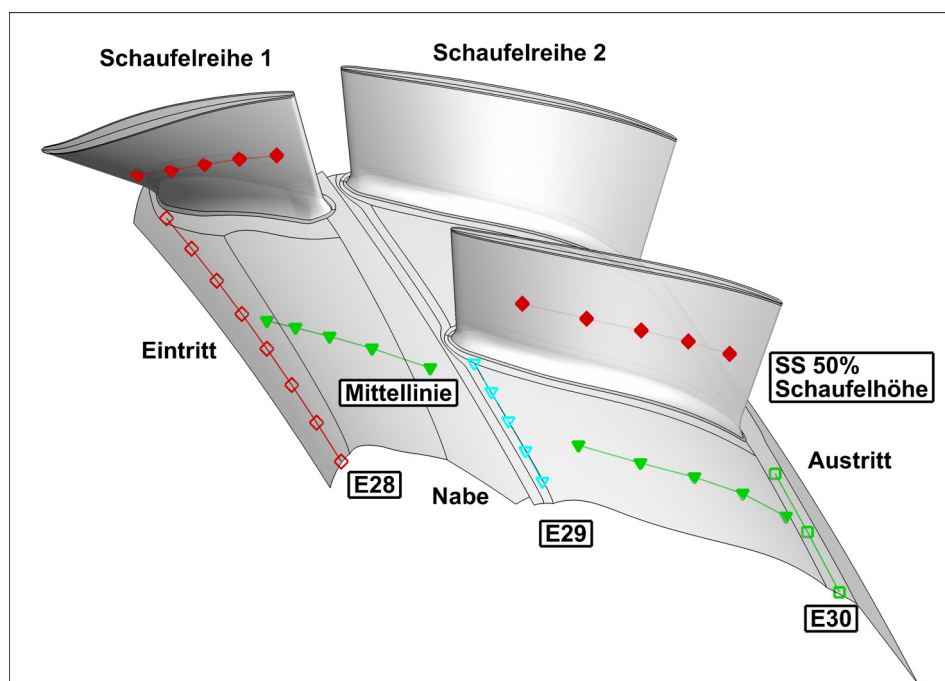 Schaufelreihe 1
Schaufelreihe 2
Eintritt
Mittellinie
SS 50%
Schaufelhöhe
E28
Nabe
E29
Austritt
E30